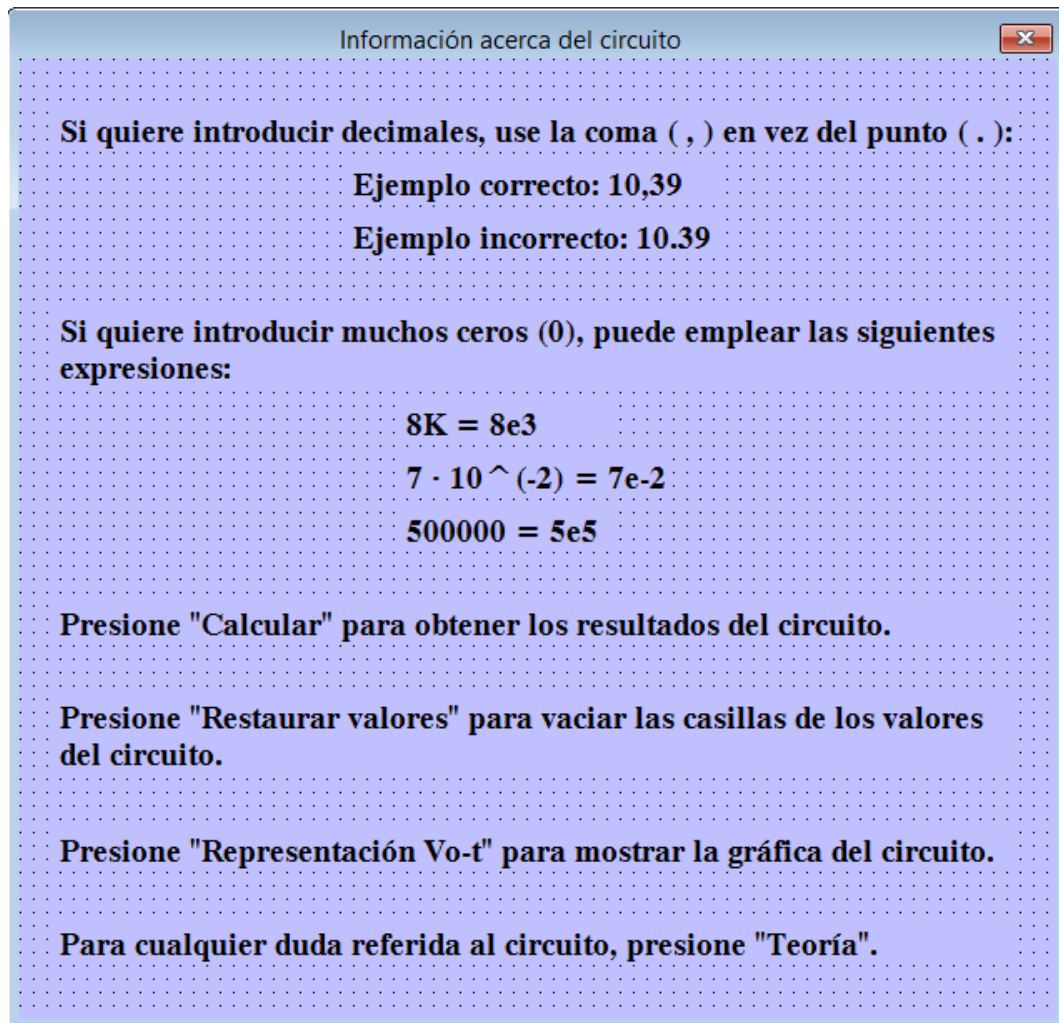 Información acerca del circuito
Si quiere introducir decimales, use la coma ( , ) en vez del punto ( . ):
Ejemplo correcto: 10,39
Ejemplo incorrecto: 10.39
Si quiere introducir muchos ceros (0), puede emplear las siguientes
expresiones:
8K = 8e3
7 · 10^(-2) = 7e-2
500000 = 5e5
Presione "Calcular" para obtener los resultados del circuito.
Presione "Restaurar valores" para vaciar las casillas de los valores
del circuito.
Presione "Representación Vo-t" para mostrar la gráfica del circuito.
Para cualquier duda referida al circuito, presione "Teoría".